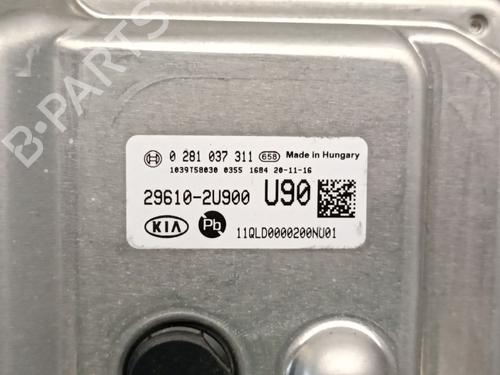 B-PARTS
0 281 037 311 658 Made in Hungary
1039T58030 0355 1684 20-11-16
29610-2U900 U90
KIA Pb 11QLD0000200NU01